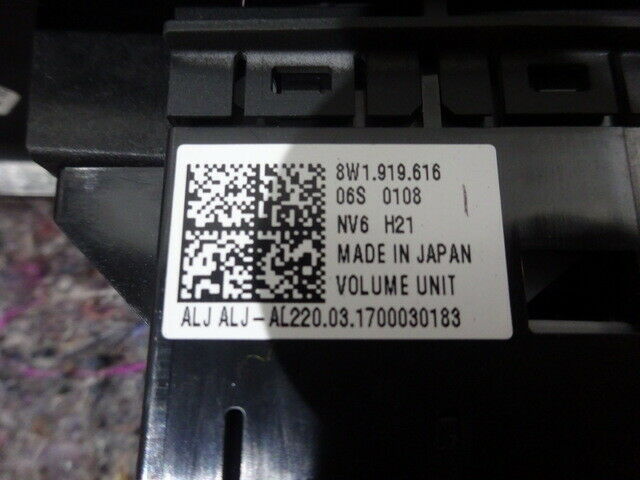 8W1.919.616
06S 0108
NV6 H21
MADE IN JAPAN
VOLUME UNIT
ALJ ALJ-AL220.03.1700030183